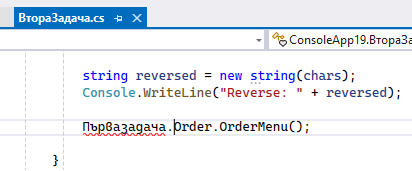 ВтораЗадача.cs
ConsoleApp19.ВтораЗа
string reversed = new string(chars);
Console.WriteLine("Reverse: " + reversed);
Първазадача.Order.OrderMenu();
}